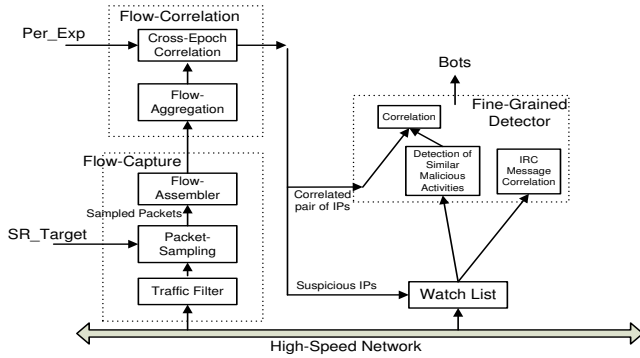 Flow-Correlation
Per_Exp
Cross-Epoch
Correlation
Flow-
Aggregation
Bots
Fine-Grained
Detector
Correlation
Detection of
Similar
Malicious
Activities
IRC
Message
Correlation
Flow-Capture
Flow-
Assembler
Sampled Packets
Correlated
pair of IPs
SR_Target
Packet-
Sampling
Traffic Filter
Suspicious IPs
Watch List
High-Speed Network